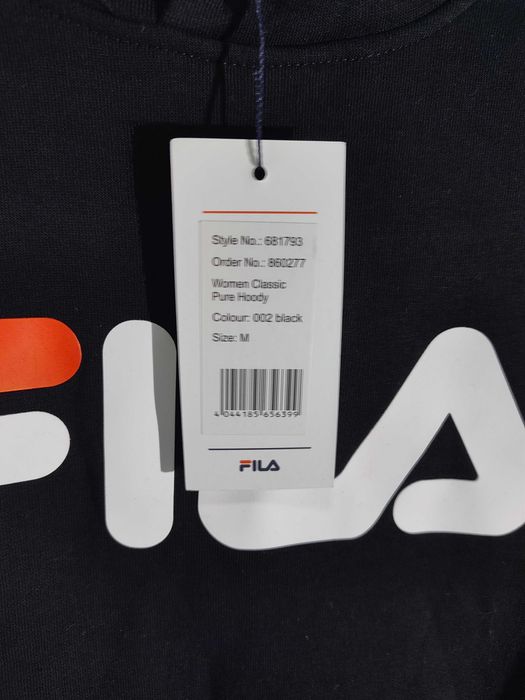 Style No.: 681793
Order No.: 860277
Women Classic
Pure Hoody
Colour: 002 black
Size: M
4 044185 656399
FILA
FILA